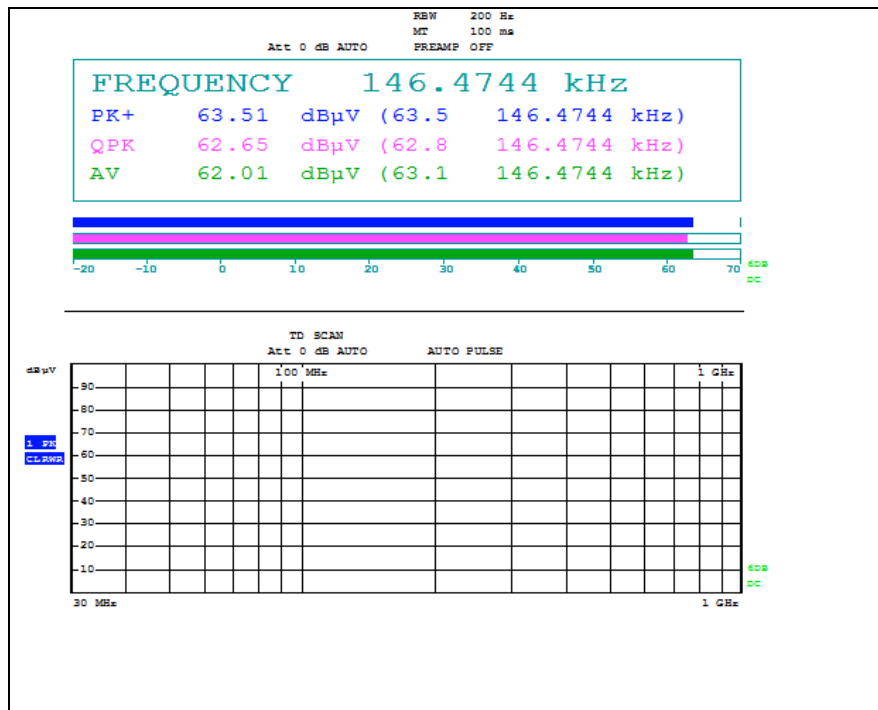 RBW 200 Hz
MT 100 ms
Att 0 dB AUTO PREAMP OFF
FREQUENCY 146.4744 kHz
PK+ 63.51 dBµV (63.5 146.4744 kHz)
QPK 62.65 dBµV (62.8 146.4744 kHz)
AV 62.01 dBµV (63.1 146.4744 kHz)
-20 -10 0 10 20 30 40 50 60 70
6DB
DC
TD SCAN
Att 0 dB AUTO AUTO PULSE
dBµV
100 MHz 1 GHz
90
80
70
1 PK
60
CLRWR
50
40
30
20
10
6DB
DC
30 MHz 1 GHz